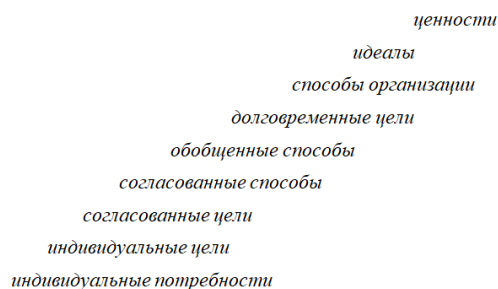 ценности
идеалы
способы организации
долговременные цели
обобщенные способы
согласованные способы
согласованные цели
индивидуальные цели
индивидуальные потребности